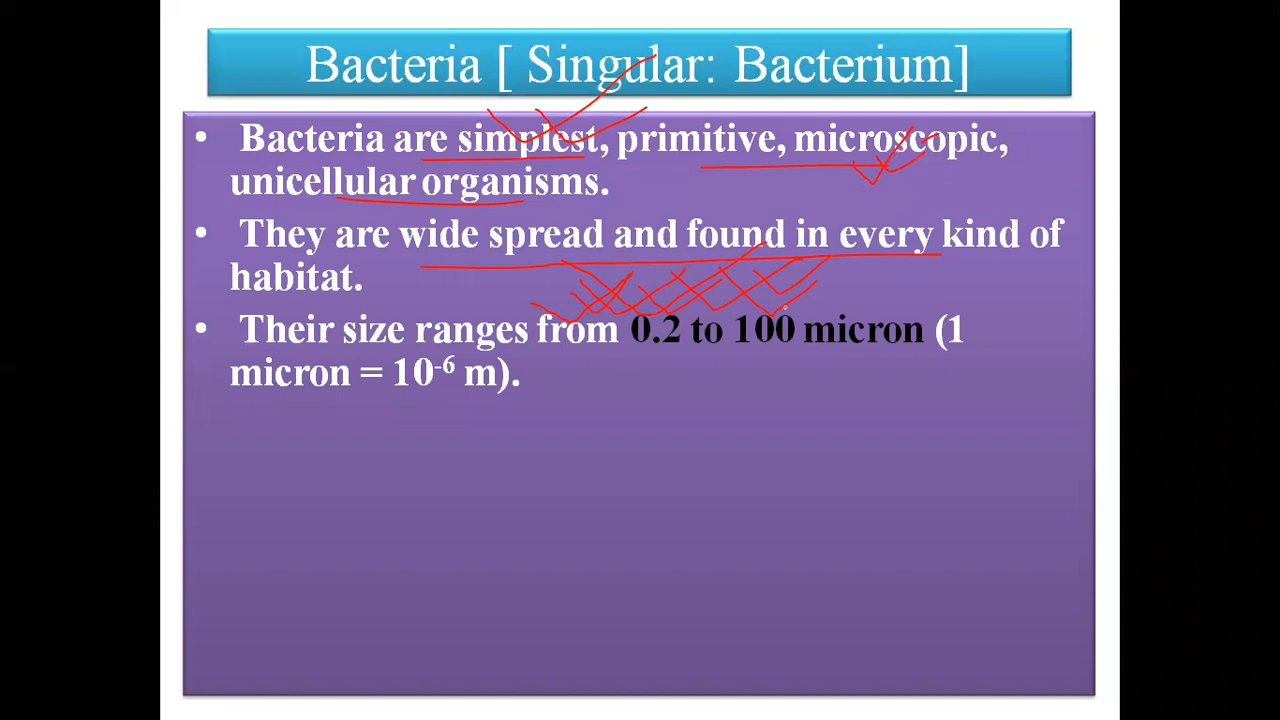 Bacteria [ Singular: Bacterium]
• Bacteria are simplest, primitive, microscopic,
unicellular organisms.
• They are wide spread and found in every kind of
habitat.
• Their size ranges from 0.2 to 100 micron (1
micron = 10⁻⁶ m).